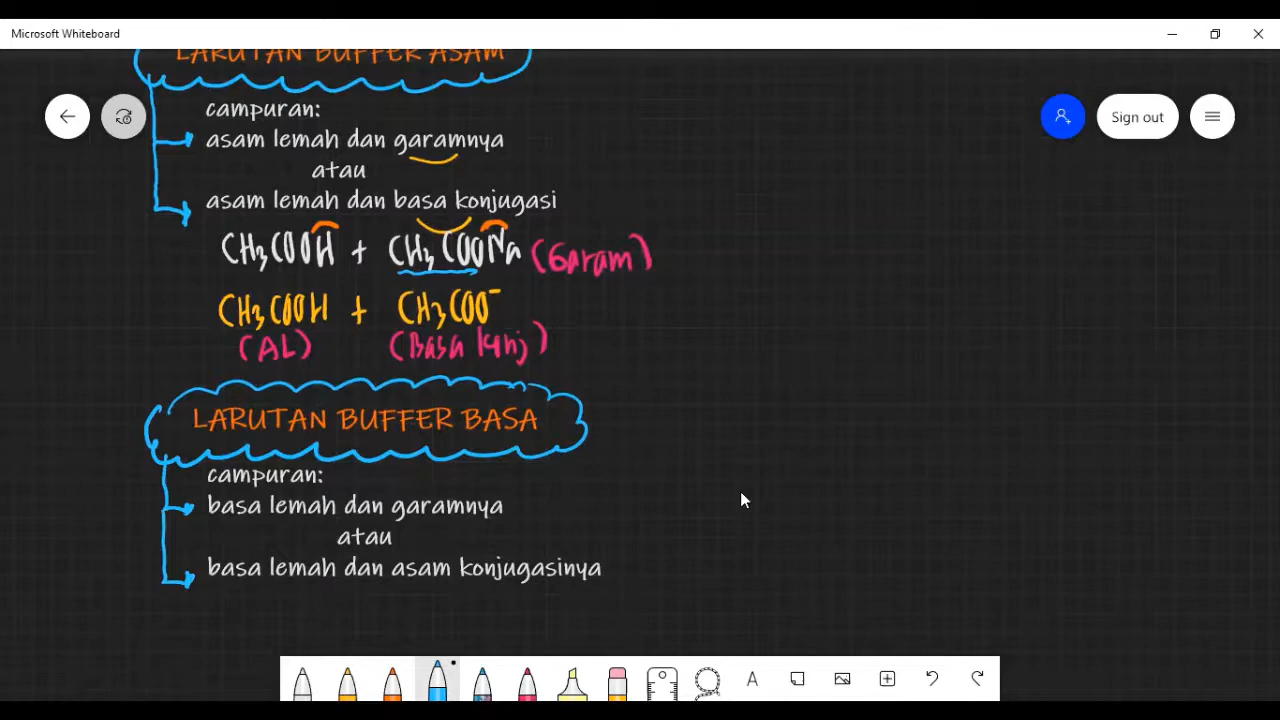 Microsoft Whiteboard
LARUTAN BUFFER ASAM
Sign out
campuran:
asam lemah dan garamnya
atau
asam lemah dan basa konjugasi
CH3COOH + CH3COONa (Garam)
CH3COOH + CH3COO⁻
(AL) (Basa konj)
LARUTAN BUFFER BASA
campuran:
basa lemah dan garamnya
atau
basa lemah dan asam konjugasinya
A